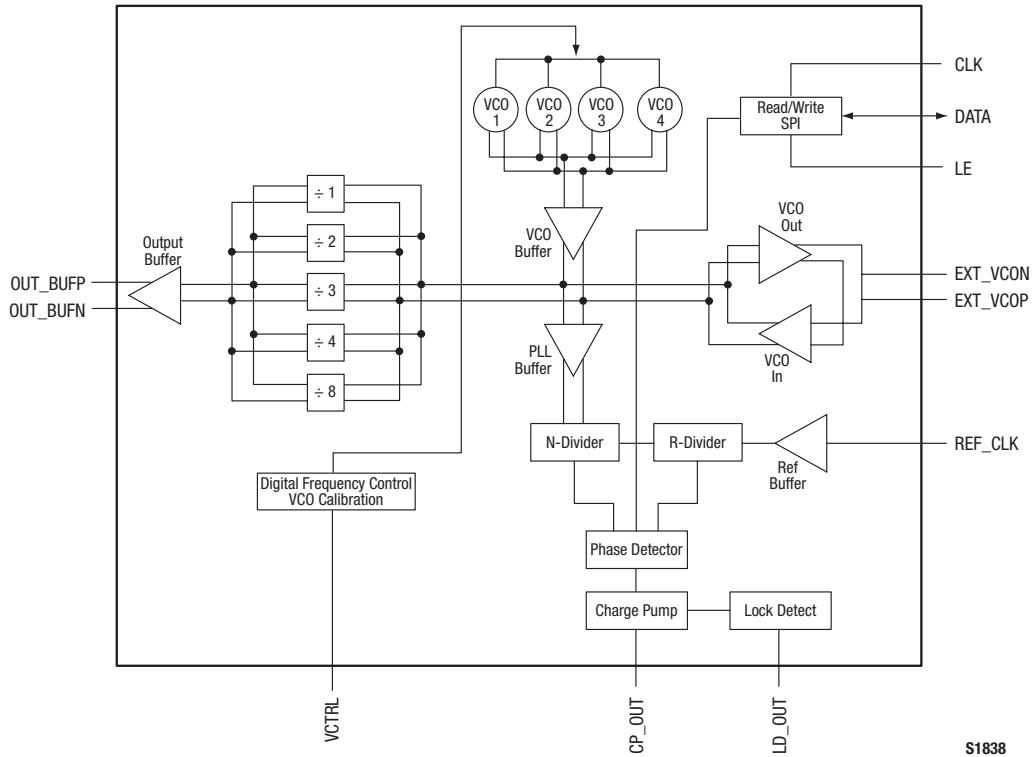 CLK
VCO
1
VCO
2
VCO
3
VCO
4
Read/Write
SPI
DATA
LE
÷ 1
÷ 2
÷ 3
÷ 4
÷ 8
Output
Buffer
OUT_BUFP
OUT_BUFN
VCO
Buffer
VCO
Out
EXT_VCON
EXT_VCOP
VCO
In
PLL
Buffer
N-Divider
R-Divider
Ref
Buffer
REF_CLK
Digital Frequency Control
VCO Calibration
Phase Detector
Charge Pump
Lock Detect
VCTRL
CP_OUT
LD_OUT
S1838